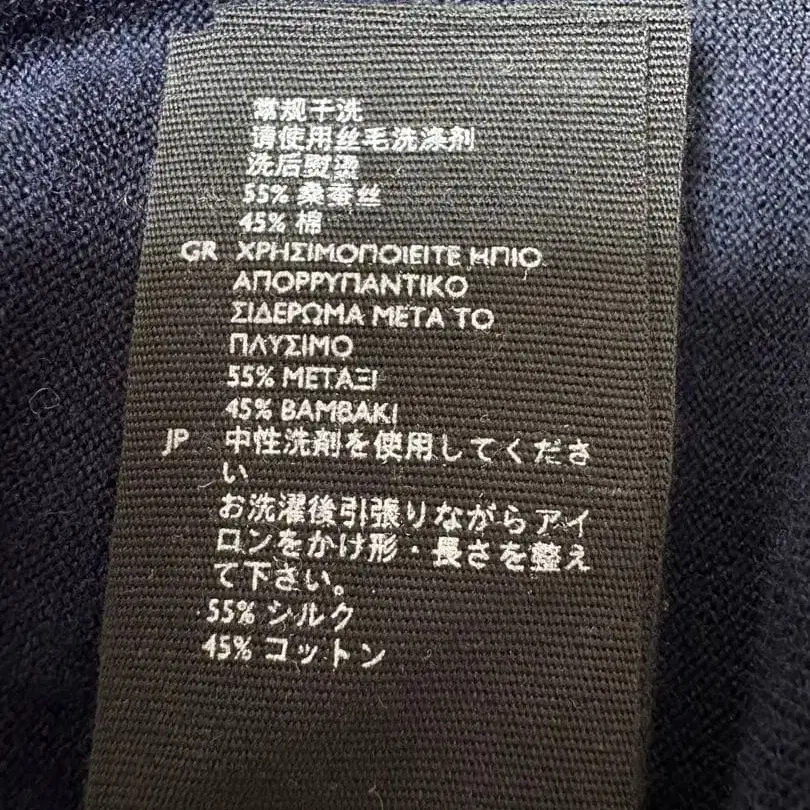 常规干洗
请使用丝毛洗涤剂
洗后熨烫
55% 桑蚕丝
45% 棉
GR ΧΡΗΣΙΜΟΠΟΙΕΙΤΕ ΗΠΙΟ
ΑΠΟΡΡΥΠΑΝΤΙΚΟ
ΣΙΔΕΡΩΜΑ ΜΕΤΑ ΤΟ
ΠΛΥΣΙΜΟ
55% ΜΕΤΑΞΙ
45% ΒΑΜΒΑΚΙ
JP 中性洗剤を使用してくださ
い
お洗濯後引張りながらアイ
ロンをかけ形・長さを整え
て下さい。
55% シルク
45% コットン